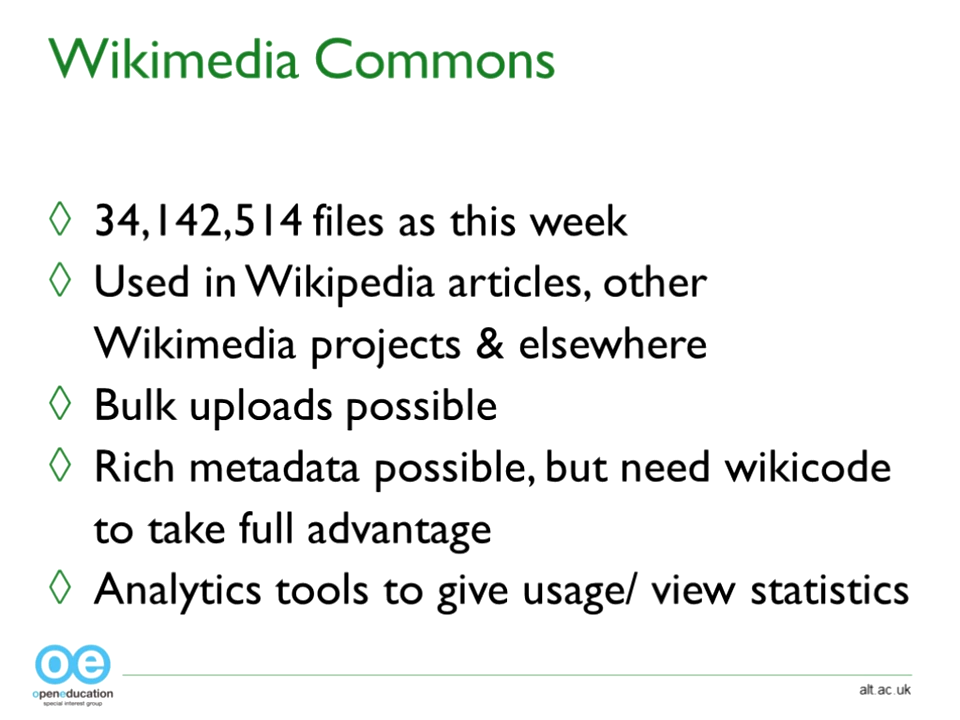 Wikimedia Commons
◊ 34,142,514 files as this week
◊ Used in Wikipedia articles, other
Wikimedia projects & elsewhere
◊ Bulk uploads possible
◊ Rich metadata possible, but need wikicode
to take full advantage
◊ Analytics tools to give usage/ view statistics
oe
openeducation
special interest group
alt.ac.uk